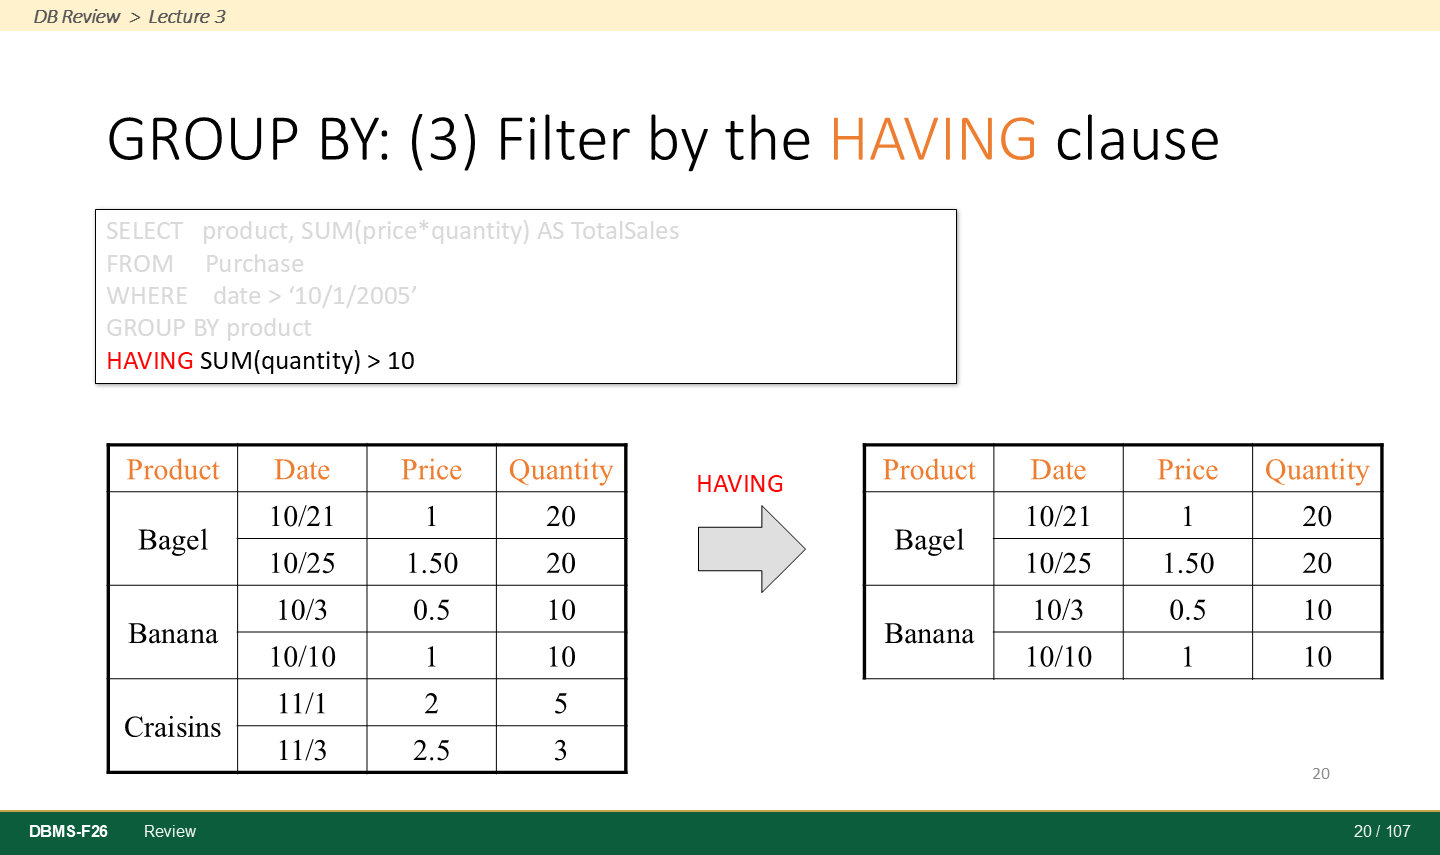 DB Review > Lecture 3
GROUP BY: (3) Filter by the HAVING clause
SELECT product, SUM(price*quantity) AS TotalSales
FROM Purchase
WHERE date > ‘10/1/2005’
GROUP BY product
HAVING SUM(quantity) > 10
Product Date Price Quantity
Bagel 10/21 1 20
10/25 1.50 20
Banana 10/3 0.5 10
10/10 1 10
Craisins 11/1 2 5
11/3 2.5 3
HAVING
Product Date Price Quantity
Bagel 10/21 1 20
10/25 1.50 20
Banana 10/3 0.5 10
10/10 1 10
20
DBMS-F26 Review 20 / 107